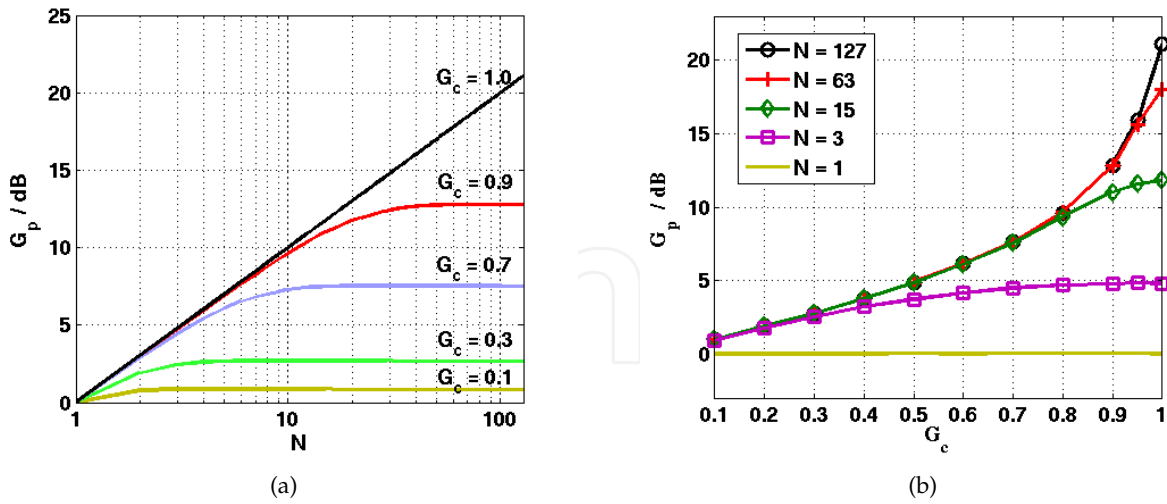 25
20
15
10
5
0
G_p / dB
G_c = 1.0
G_c = 0.9
G_c = 0.7
G_c = 0.3
G_c = 0.1
1
10
100
N
(a)
20
15
10
5
0
G_p / dB
N = 127
N = 63
N = 15
N = 3
N = 1
0.1 0.2 0.3 0.4 0.5 0.6 0.7 0.8 0.9 1
G_c
(b)